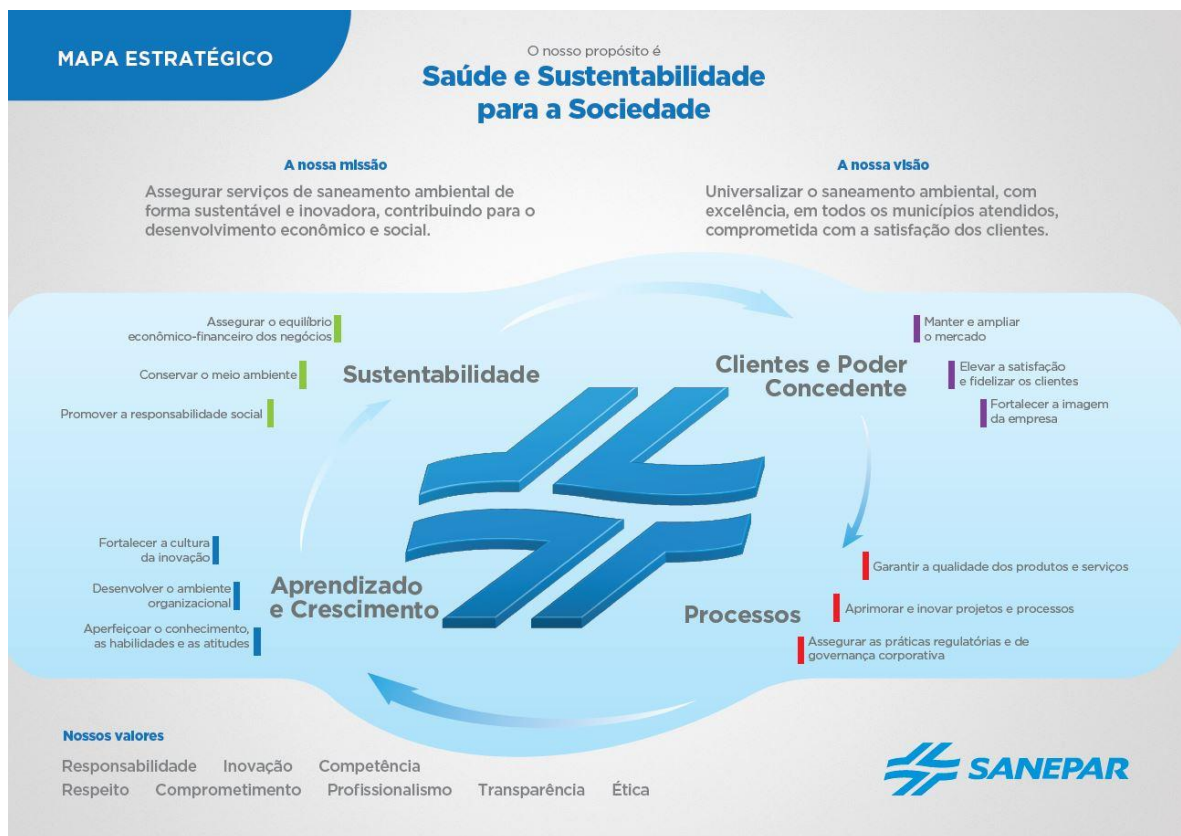 MAPA ESTRATÉGICO
O nosso propósito é
Saúde e Sustentabilidade
para a Sociedade
A nossa missão
Assegurar serviços de saneamento ambiental de
forma sustentável e inovadora, contribuindo para o
desenvolvimento econômico e social.
A nossa visão
Universalizar o saneamento ambiental, com
excelência, em todos os municípios atendidos,
comprometida com a satisfação dos clientes.
Assegurar o equilíbrio
econômico-financeiro dos negócios
Conservar o meio ambiente
Promover a responsabilidade social
Sustentabilidade
Clientes e Poder
Concedente
Manter e ampliar
o mercado
Elevar a satisfação
e fidelizar os clientes
Fortalecer a imagem
da empresa
Fortalecer a cultura
da inovação
Desenvolver o ambiente
organizacional
Aperfeiçoar o conhecimento,
as habilidades e as atitudes
Aprendizado
e Crescimento
Processos
Garantir a qualidade dos produtos e serviços
Aprimorar e inovar projetos e processos
Assegurar as práticas regulatórias e de
governança corporativa
Nossos valores
Responsabilidade Inovação Competência
Respeito Comprometimento Profissionalismo Transparência Ética
SANEPAR